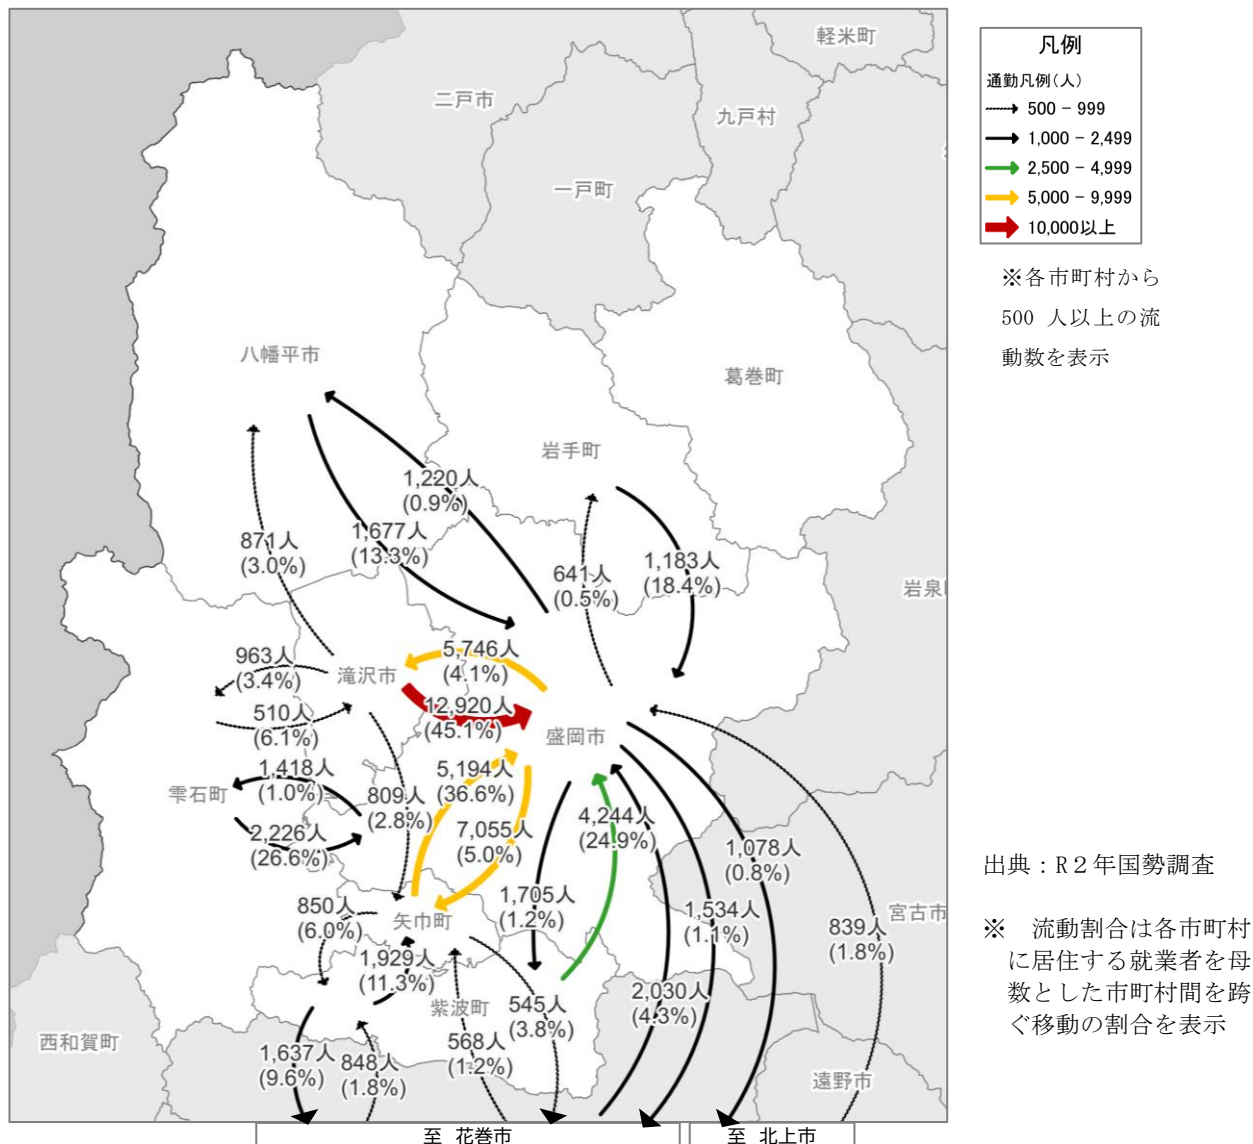 軽米町
二戸市
九戸村
一戸町
八幡平市
葛巻町
岩手町
1,220人
(0.9%)
1,677人
(13.3%)
871人
(3.0%)
641人
(0.5%)
1,183人
(18.4%)
岩泉
963人
(3.4%)
滝沢市
5,746人
(4.1%)
12,920人
(45.1%)
510人
(6.1%)
盛岡市
1,418人
(1.0%)
雫石町
2,226人
(26.6%)
809人
(2.8%)
5,194人
(36.6%)
7,055人
(5.0%)
4,244人
(24.9%)
1,078人
(0.8%)
1,705人
(1.2%)
1,534人
(1.1%)
839人
(1.8%)
宮古市
850人
(6.0%)
矢巾町
1,929人
(11.3%)
紫波町
545人
(3.8%)
568人
(1.2%)
2,030人
(4.3%)
西和賀町
1,637人
(9.6%)
848人
(1.8%)
遠野市
至 花巻市
至 北上市
凡例
通勤凡例(人)
500 - 999
1,000 - 2,499
2,500 - 4,999
5,000 - 9,999
10,000以上
※各市町村から
500 人以上の流
動数を表示
出典:R2年国勢調査
※ 流動割合は各市町村
に居住する就業者を母
数とした市町村間を跨
ぐ移動の割合を表示